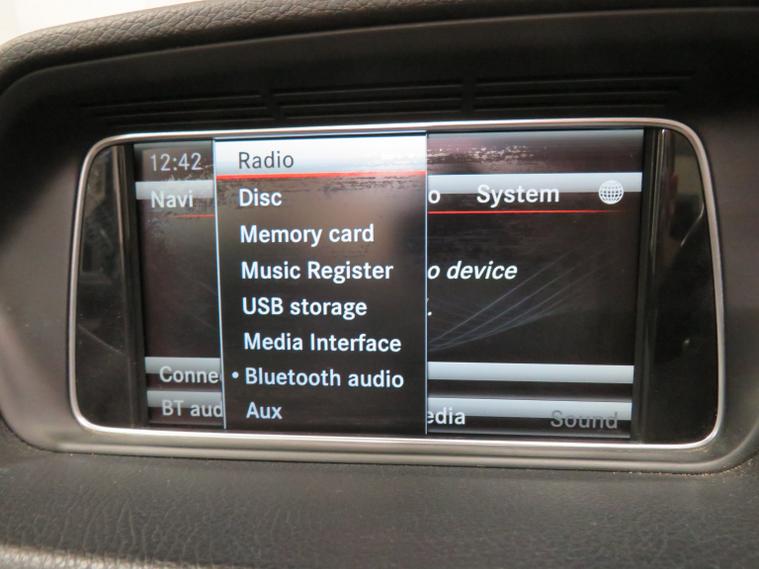 12:42
Radio
Navi
Disc
o
System
Memory card
Music Register
o device
USB storage
.
Media Interface
Conne
Bluetooth audio
BT aud
Aux
edia
Sound